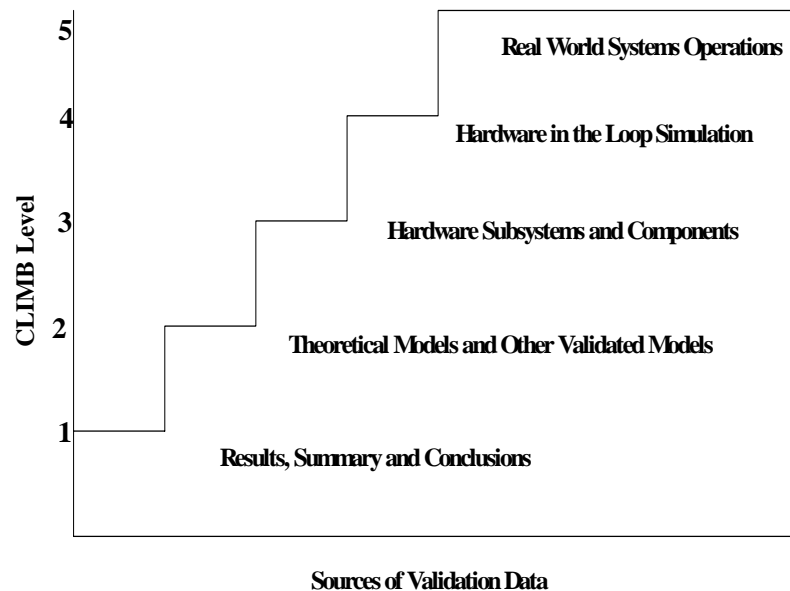 5
Real World Systems Operations
4
Hardware in the Loop Simulation
3
Hardware Subsystems and Components
CLIMB Level
2
Theoretical Models and Other Validated Models
1
Results, Summary and Conclusions
Sources of Validation Data